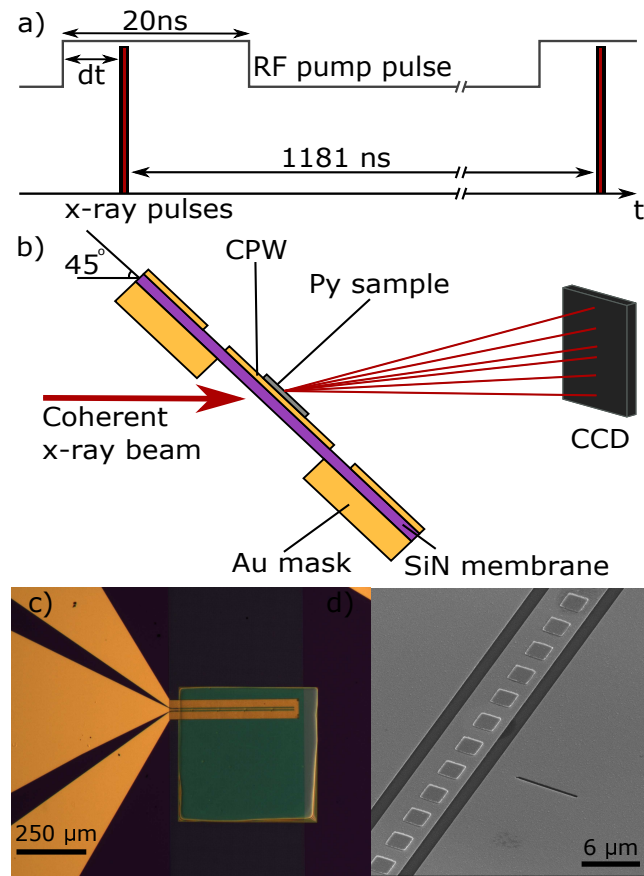 a)
20ns
dt
RF pump pulse
1181 ns
x-ray pulses
t
b)
45°
CPW
Py sample
Coherent
x-ray beam
CCD
Au mask
SiN membrane
c)
d)
250 μm
6 μm